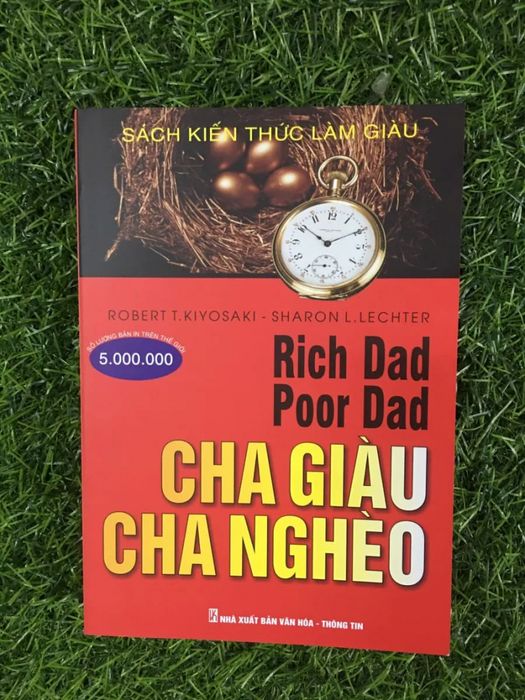 SÁCH KIẾN THỨC LÀM GIÀU
ROBERT T.KIYOSAKI - SHARON L.LECHTER
SỐ LƯỢNG BẢN IN TRÊN THẾ GIỚI
5.000.000
Rich Dad
Poor Dad
CHA GIÀU
CHA NGHÈO
NHÀ XUẤT BẢN VĂN HÓA - THÔNG TIN